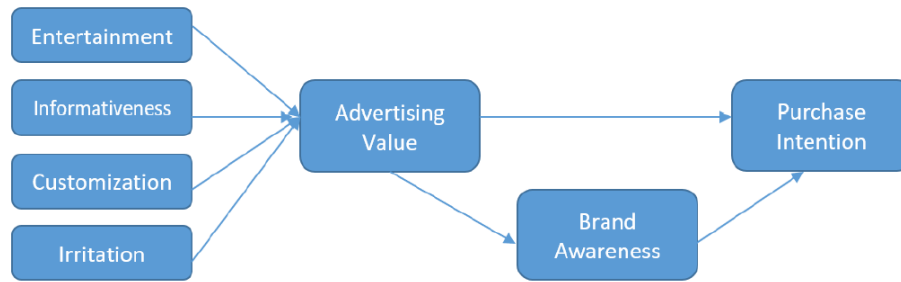 Entertainment
Informativeness
Customization
Irritation
Advertising
Value
Brand
Awareness
Purchase
Intention